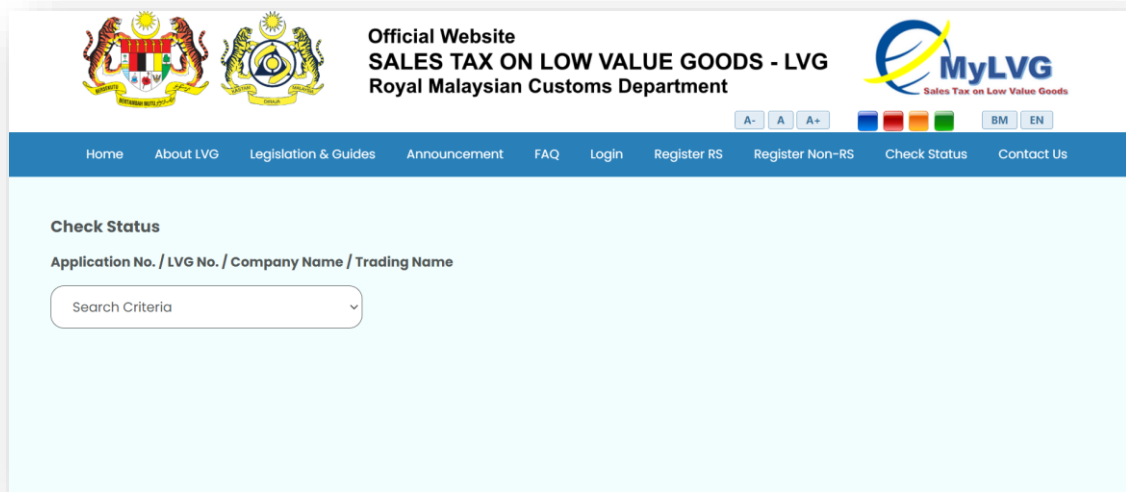 Official Website
SALES TAX ON LOW VALUE GOODS - LVG
Royal Malaysian Customs Department
MyLVG
Sales Tax on Low Value Goods
A- A A+ BM EN
Home About LVG Legislation & Guides Announcement FAQ Login Register RS Register Non-RS Check Status Contact Us
Check Status
Application No. / LVG No. / Company Name / Trading Name
Search Criteria